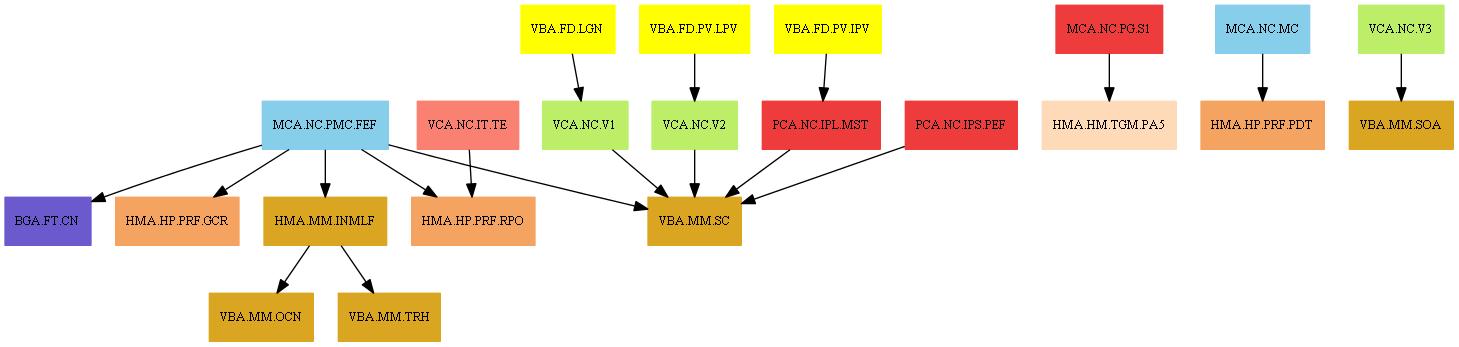 VBA.FD.LGN
VBA.FD.PV.LPV
VBA.FD.PV.IPV
MCA.NC.PG.S1
MCA.NC.MC
VCA.NC.V3
MCA.NC.PMC.FEF
VCA.NC.IT.TE
VCA.NC.V1
VCA.NC.V2
PCA.NC.IPL.MST
PCA.NC.IPS.PEF
HMA.HM.TGM.PA5
HMA.HP.PRF.PDT
VBA.MM.SOA
BGA.FT.CN
HMA.HP.PRF.GCR
HMA.MM.INMLF
HMA.HP.PRF.RPO
VBA.MM.SC
VBA.MM.OCN
VBA.MM.TRH